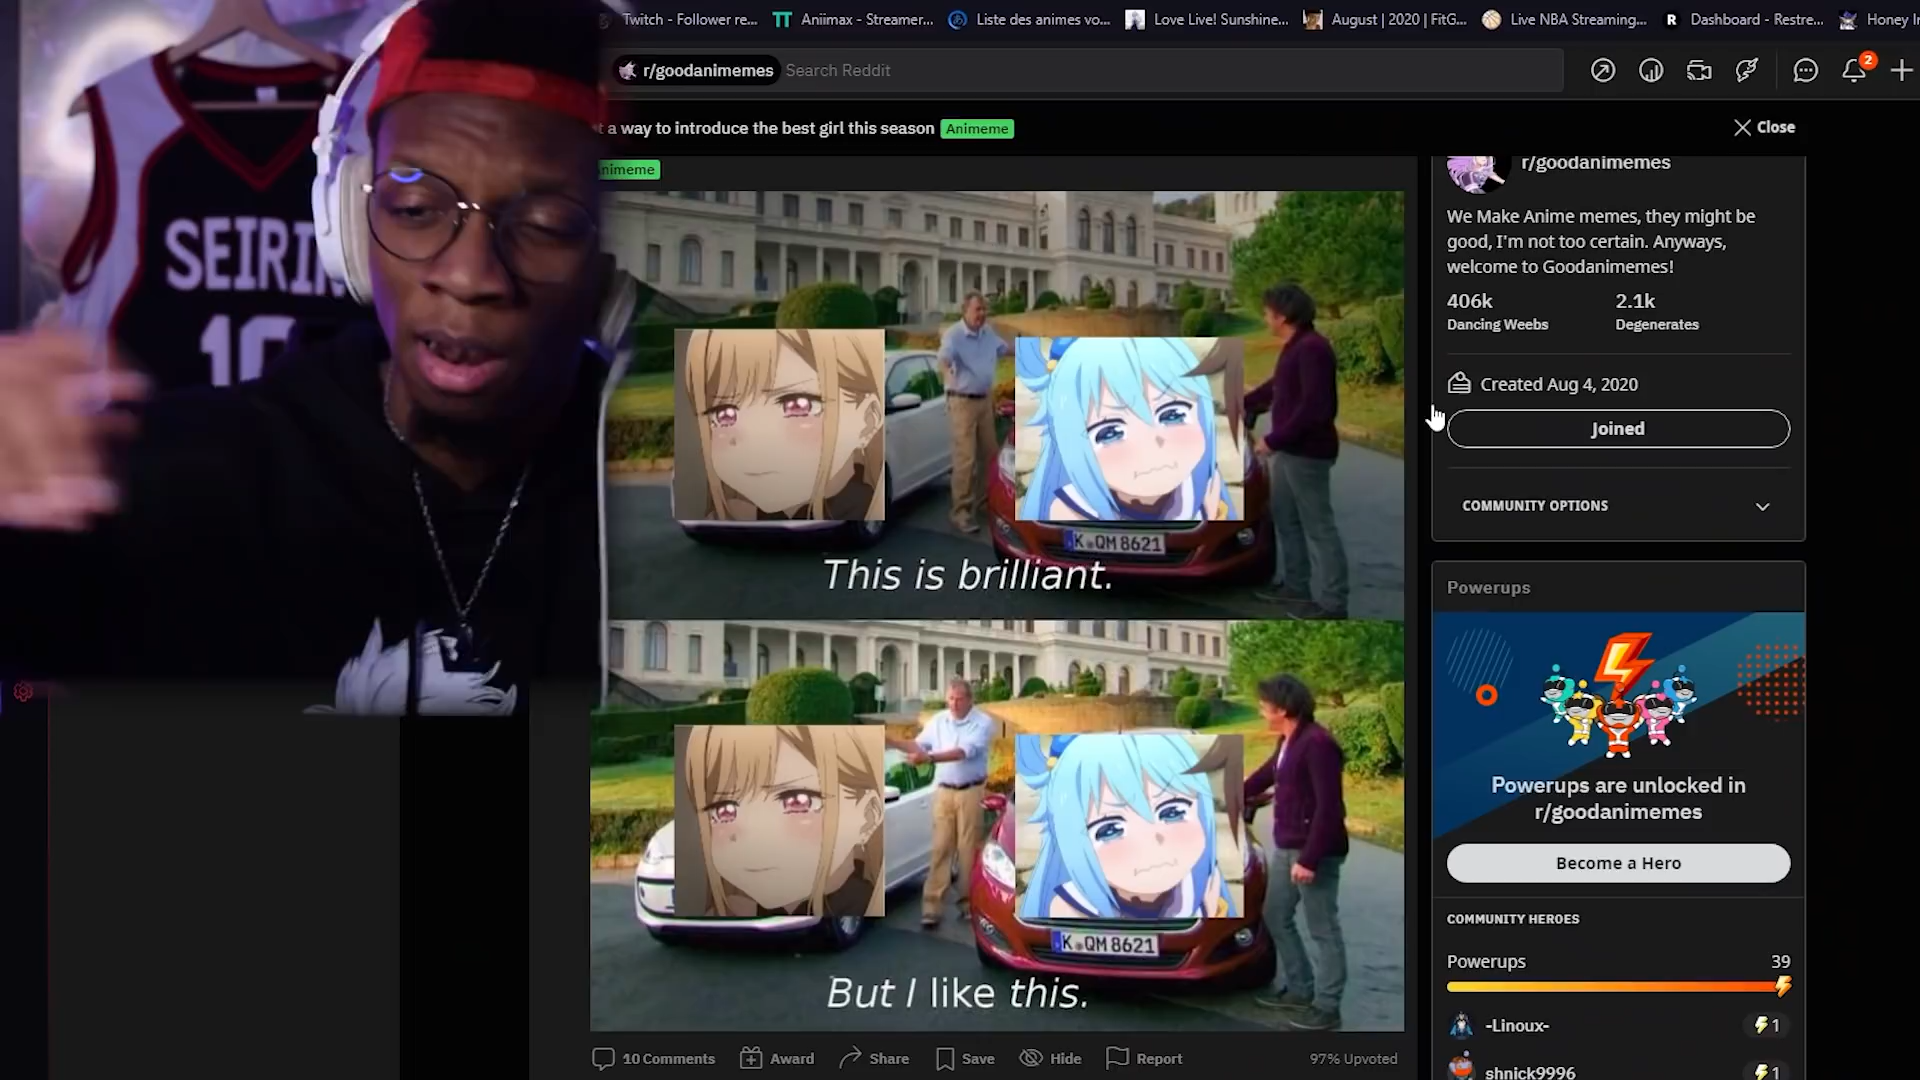 Twitch - Follower re...
Aniimax - Streamer...
Liste des animes vo...
Love Live! Sunshine...
August | 2020 | FitG...
Live NBA Streaming...
Dashboard - Restre...
Honey In
r/goodanimemes
Search Reddit
2
t a way to introduce the best girl this season
Animeme
Close
nimeme
r/goodanimemes
We Make Anime memes, they might be
good, I'm not too certain. Anyways,
welcome to Goodanimemes!
406k
2.1k
Dancing Weebs
Degenerates
Created Aug 4, 2020
Joined
COMMUNITY OPTIONS
SEIRIN
10
K QM 8621
This is brilliant.
Powerups
Powerups are unlocked in
r/goodanimemes
Become a Hero
COMMUNITY HEROES
Powerups
39
K QM 8621
But I like this.
-Linoux-
1
shnick9996
1
10 Comments
Award
Share
Save
Hide
Report
97% Upvoted